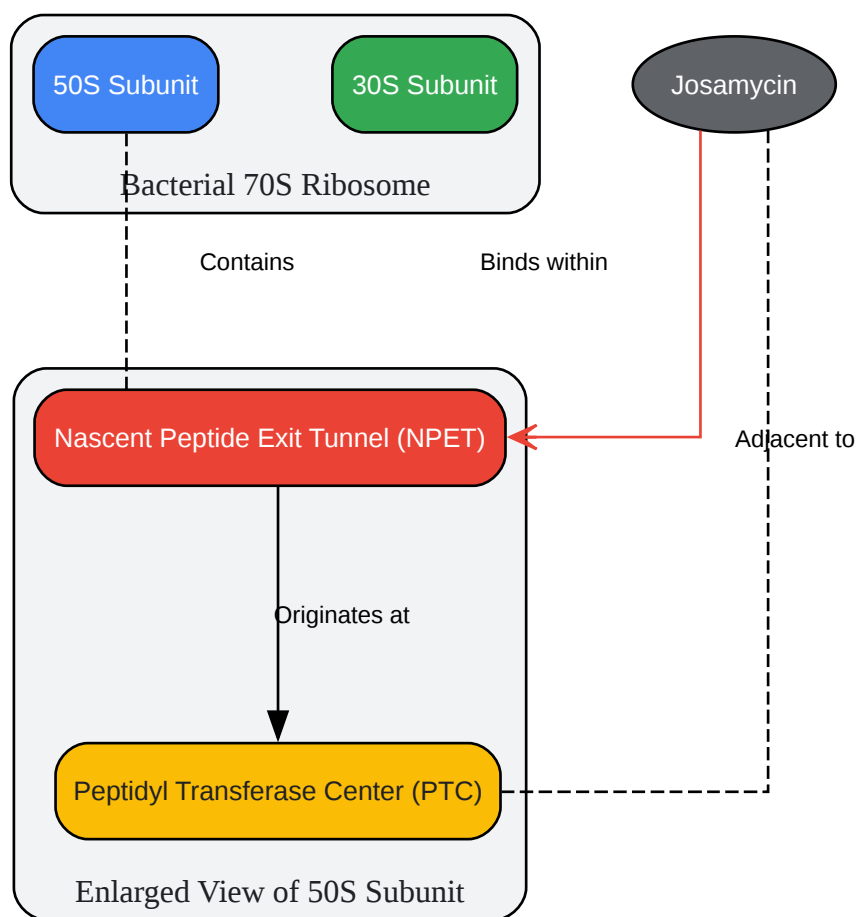 50S Subunit
30S Subunit
Josamycin
Bacterial 70S Ribosome
Contains
Binds within
Nascent Peptide Exit Tunnel (NPET)
Adjacent to
Originates at
Peptidyl Transferase Center (PTC)
Enlarged View of 50S Subunit